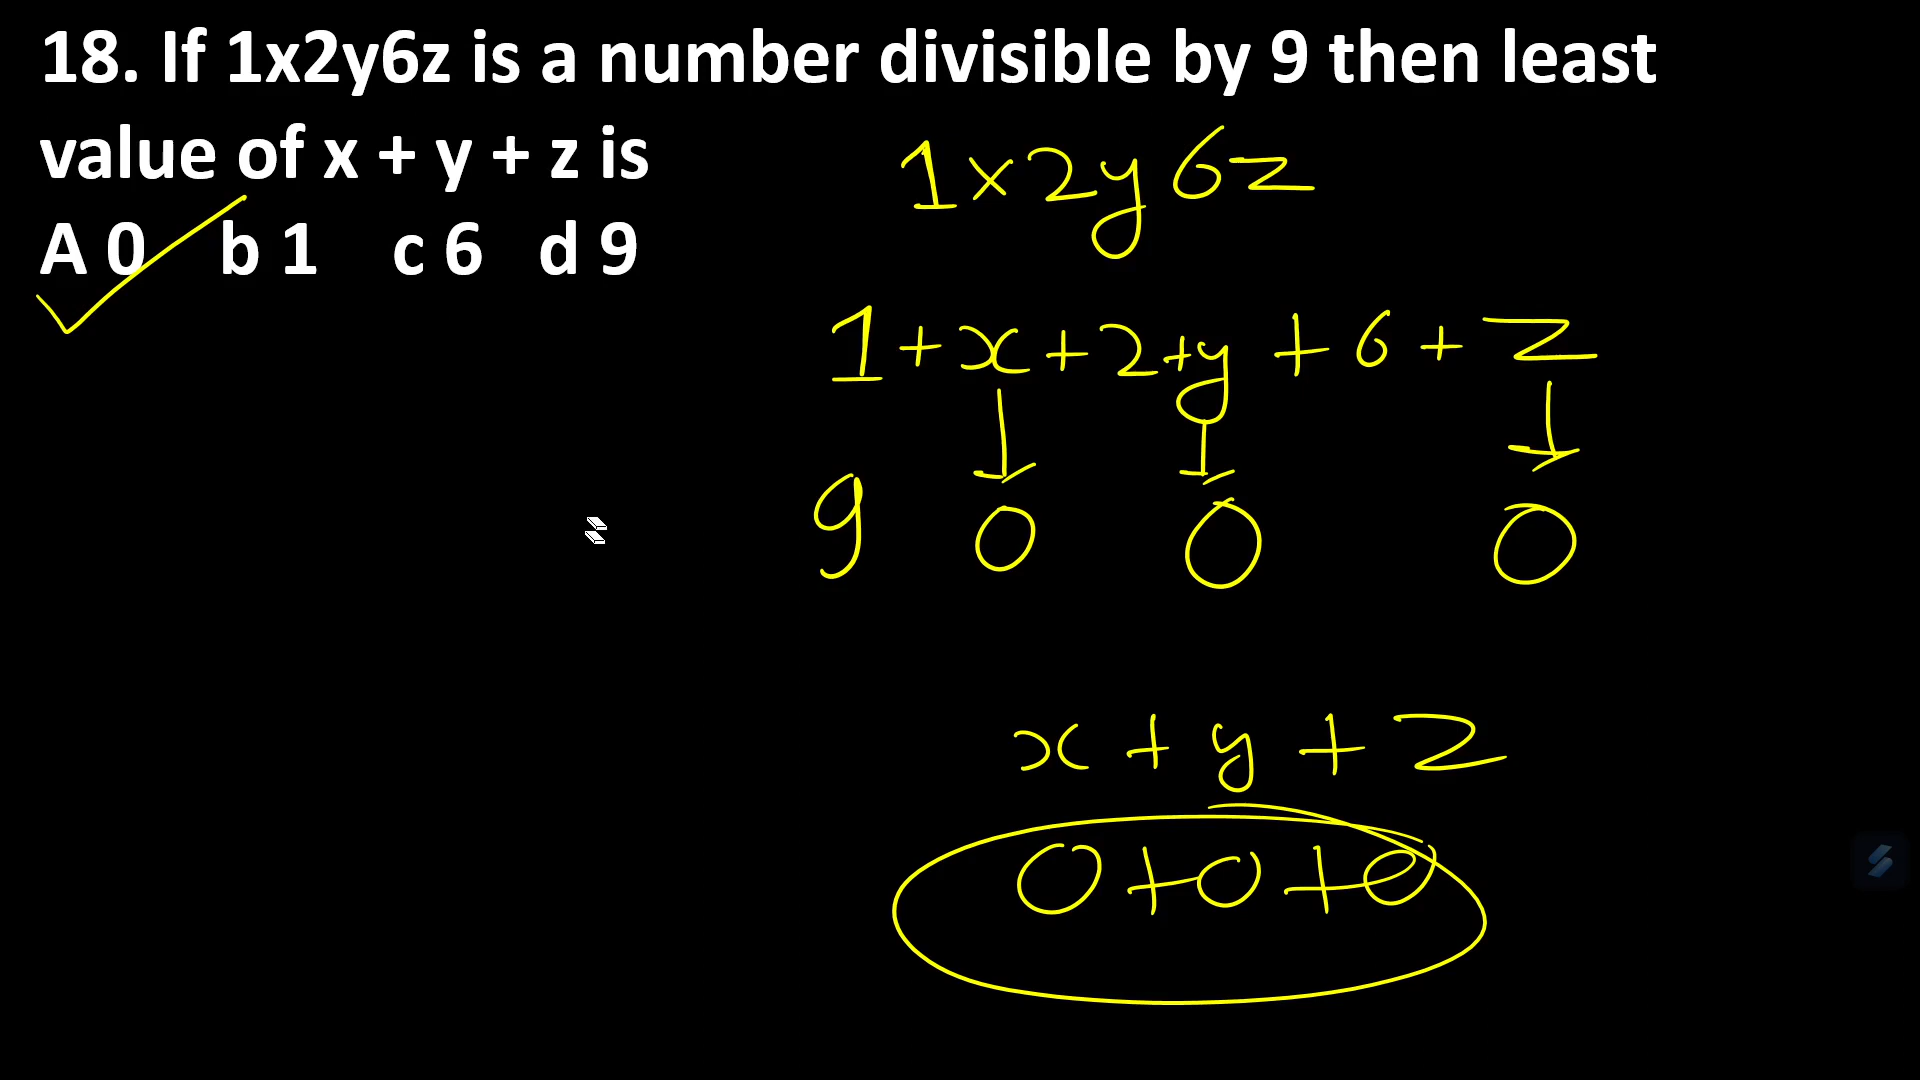 18. If 1x2y6z is a number divisible by 9 then least
value of x + y + z is
A 0 b 1 c 6 d 9
1x2y6z
1+x+2+y+6+z
9 0 0 0
x+y+z
0+0+0